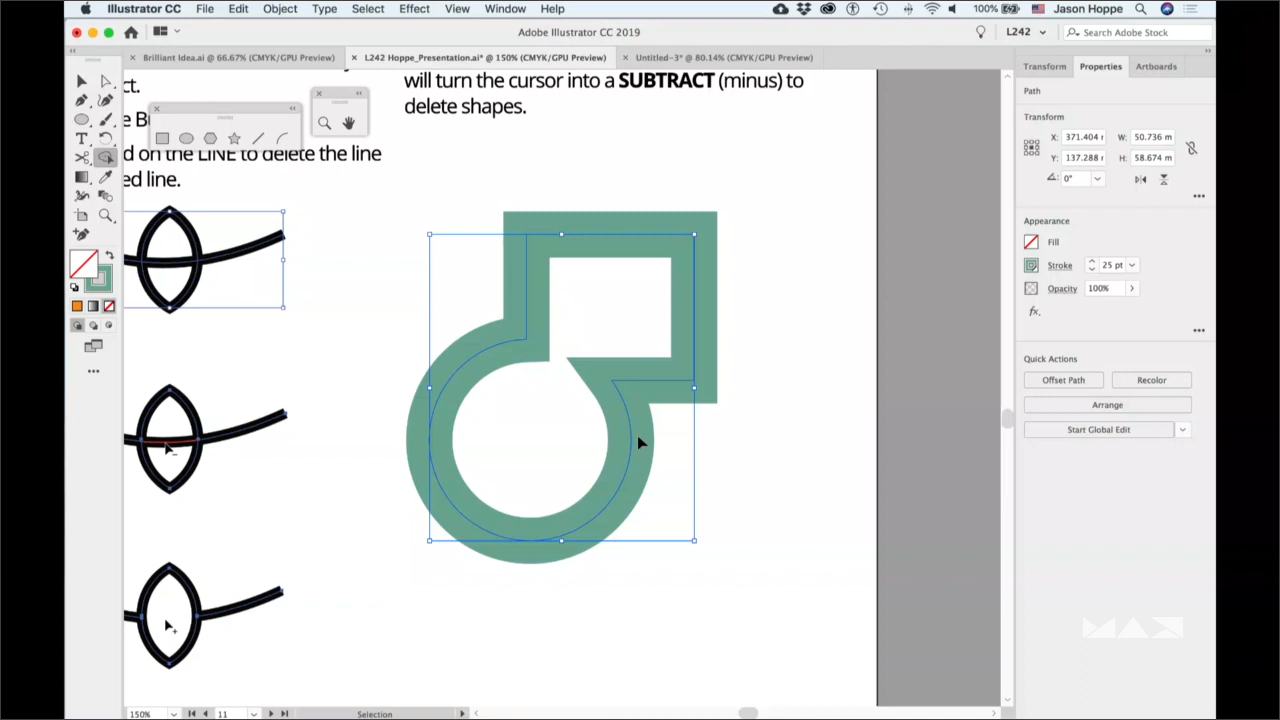 Illustrator CC File Edit Object Type Select Effect View Window Help 100% Jason Hoppe
Adobe Illustrator CC 2019 L242 Search Adobe Stock
Brilliant Idea.ai @ 66.67% (CMYK/GPU Preview) L242 Hoppe_Presentation.ai* @ 150% (CMYK/GPU Preview) Untitled-3* @ 80.14% (CMYK/GPU Preview)
Transform Properties Artboards
ct.
will turn the cursor into a SUBTRACT (minus) to
delete shapes.
e Bu
d on the LINE to delete the line
ed line.
Path
Transform
X: 371.404 W: 50.736 m
Y: 137.288 H: 58.674 m
0°
Appearance
Fill
Stroke 25 pt
Opacity 100%
fx.
Quick Actions
Offset Path Recolor
Arrange
Start Global Edit
MAX
150% 11 Selection